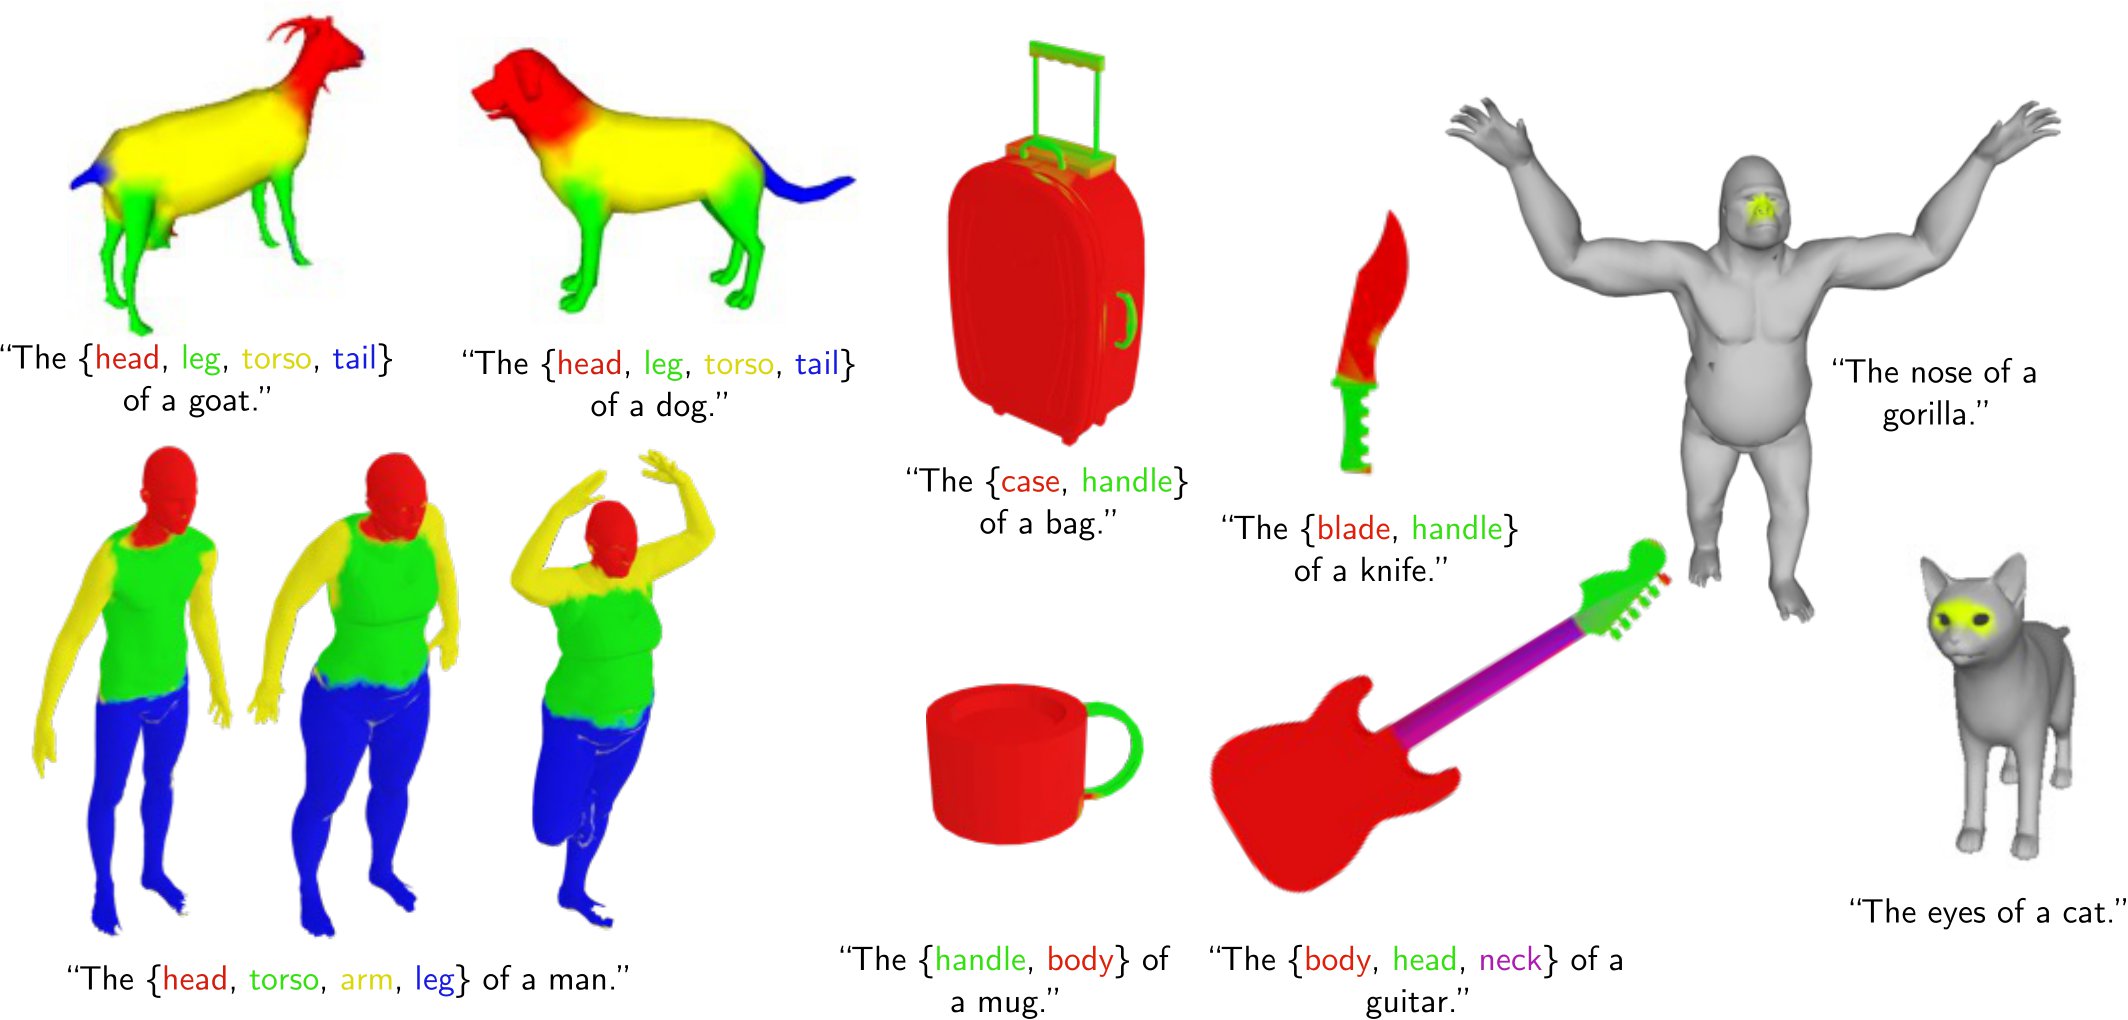 “The {head, leg, torso, tail}
of a goat.”
“The {head, leg, torso, tail}
of a dog.”
“The {case, handle}
of a bag.”
“The {blade, handle}
of a knife.”
“The nose of a
gorilla.”
“The {head, torso, arm, leg} of a man.”
“The {handle, body} of
a mug.”
“The {body, head, neck} of a
guitar.”
“The eyes of a cat.”